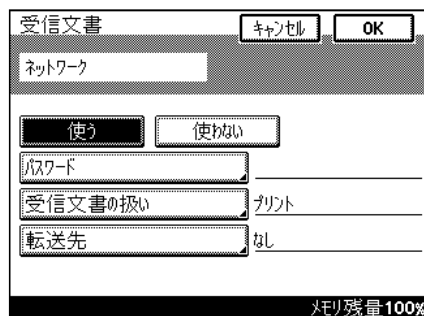 受信文書 ｷｬﾝｾﾙ OK
ﾈｯﾄﾜｰｸ
使う 使わない
ﾊﾟｽﾜｰﾄﾞ
受信文書の扱い ﾌﾟﾘﾝﾄ
転送先 なし
ﾒﾓﾘ残量100%